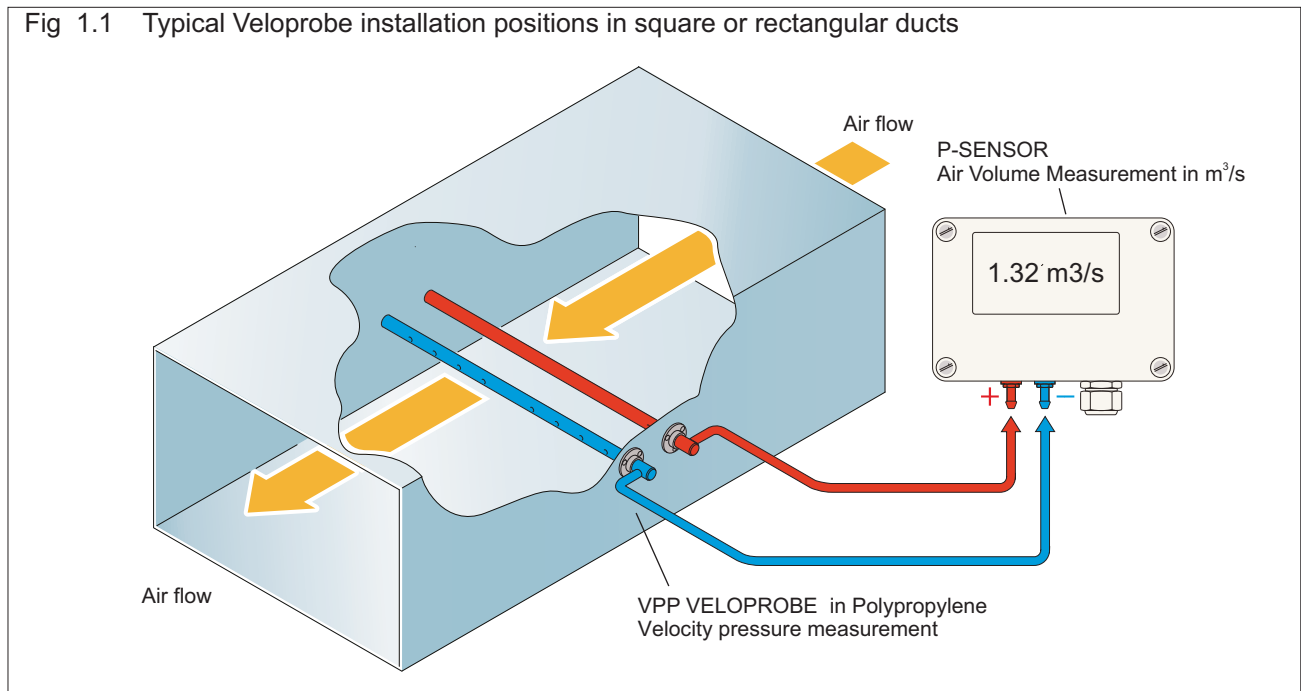 Fig 1.1 Typical Veloprobe installation positions in square or rectangular ducts
Air flow
P-SENSOR
Air Volume Measurement in m³/s
1.32 m3/s
+ −
Air flow
VPP VELOPROBE in Polypropylene
Velocity pressure measurement